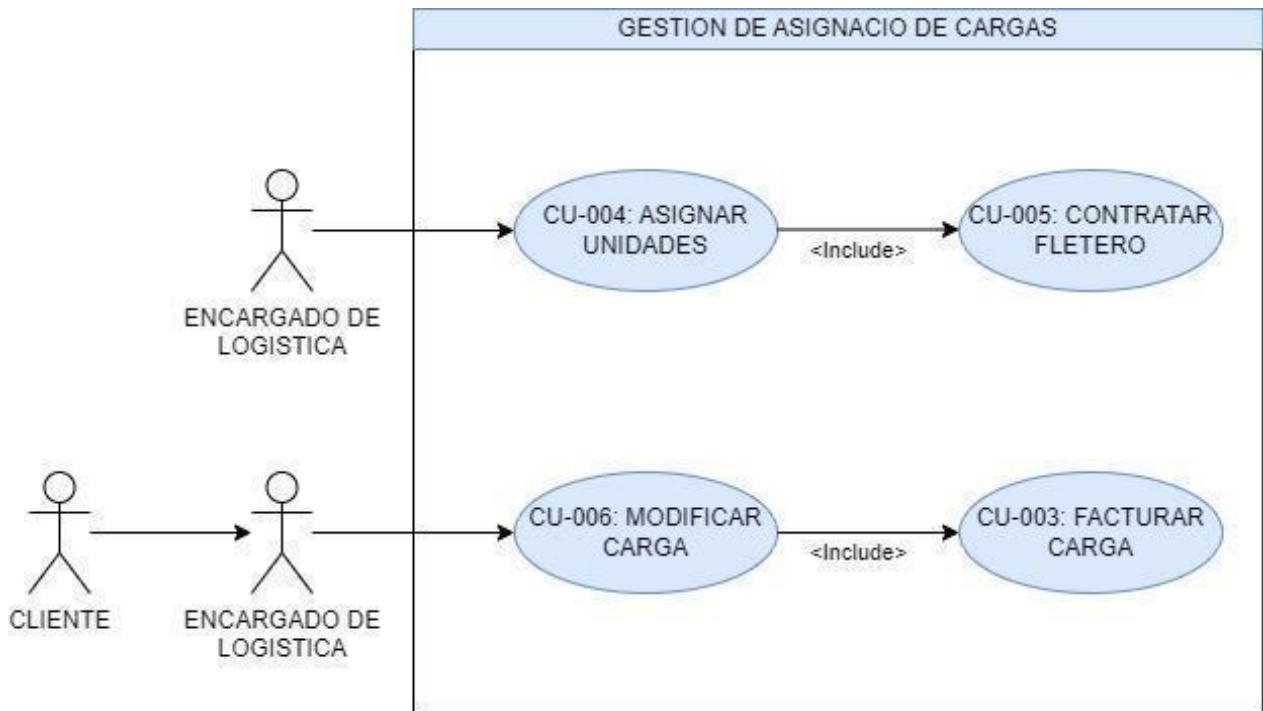 GESTION DE ASIGNACIO DE CARGAS
CU-004: ASIGNAR
UNIDADES
<Include>
CU-005: CONTRATAR
FLETERO
ENCARGADO DE
LOGISTICA
CU-006: MODIFICAR
CARGA
<Include>
CU-003: FACTURAR
CARGA
CLIENTE
ENCARGADO DE
LOGISTICA